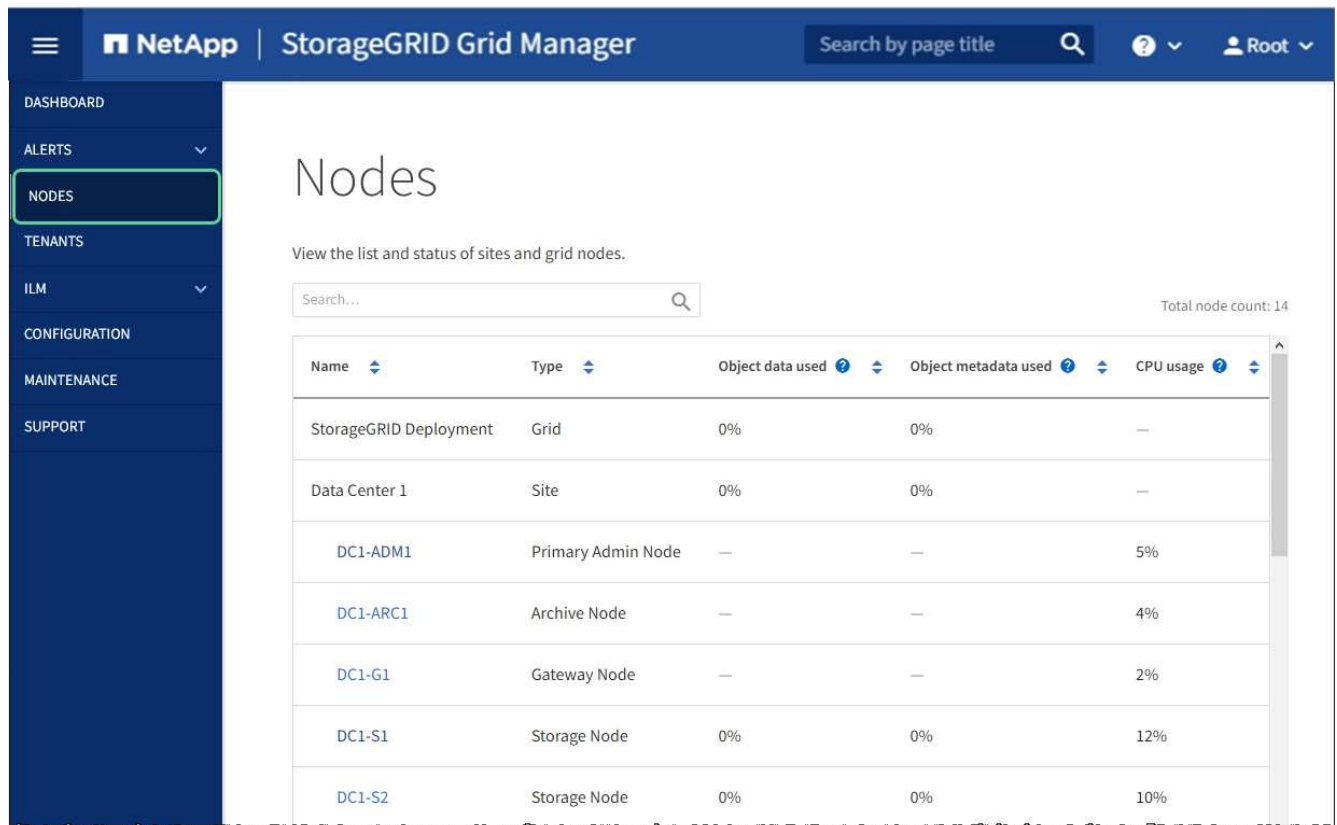 NetApp | StorageGRID Grid Manager
Search by page title
Root
DASHBOARD
ALERTS
NODES
TENANTS
ILM
CONFIGURATION
MAINTENANCE
SUPPORT
Nodes
View the list and status of sites and grid nodes.
Search...
Total node count: 14
Name Type Object data used Object metadata used CPU usage
StorageGRID Deployment Grid 0% 0% —
Data Center 1 Site 0% 0% —
DC1-ADM1 Primary Admin Node — — 5%
DC1-ARC1 Archive Node — — 4%
DC1-G1 Gateway Node — — 2%
DC1-S1 Storage Node 0% 0% 12%
DC1-S2 Storage Node 0% 0% 10%